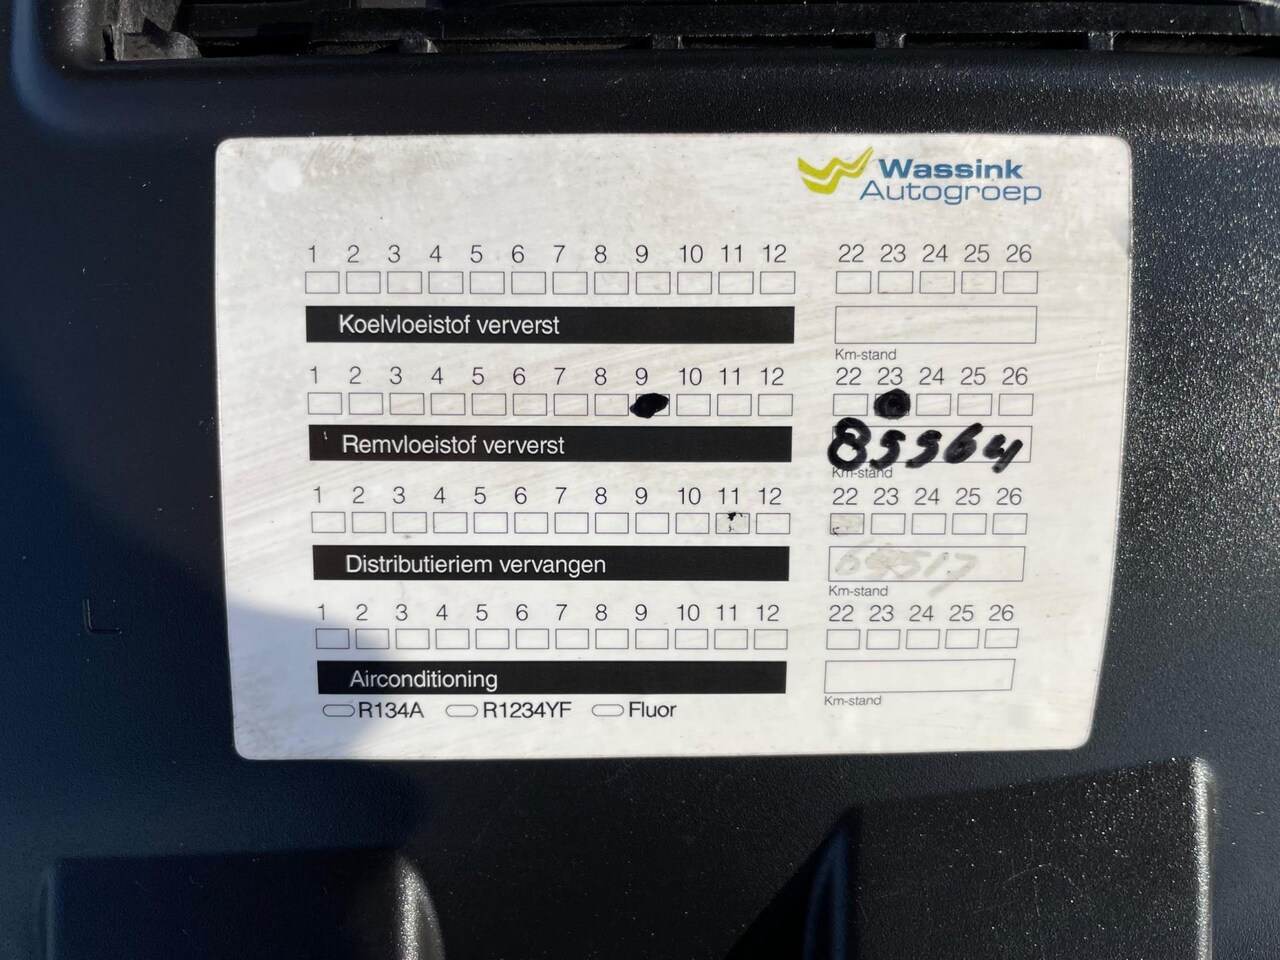 Wassink
Autogroep
1 2 3 4 5 6 7 8 9 10 11 12 22 23 24 25 26
Koelvloeistof ververst
Km-stand
1 2 3 4 5 6 7 8 9 10 11 12 22 23 24 25 26
Remvloeistof ververst 85564
Km-stand
1 2 3 4 5 6 7 8 9 10 11 12 22 23 24 25 26
Distributieriem vervangen
Km-stand
1 2 3 4 5 6 7 8 9 10 11 12 22 23 24 25 26
Airconditioning
Km-stand
R134A R1234YF Fluor